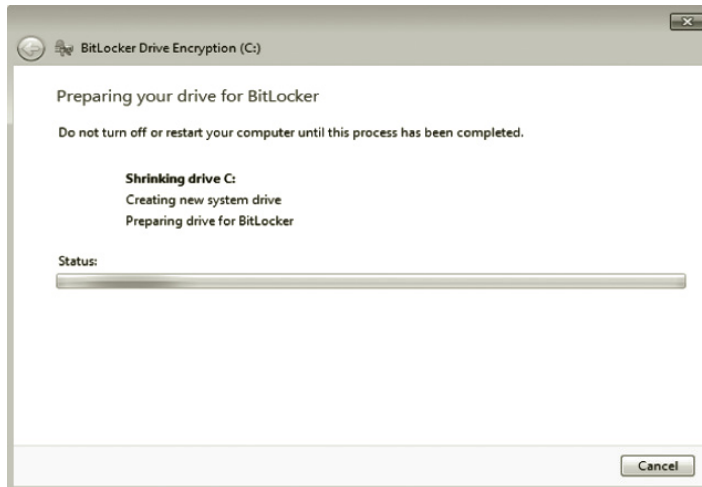 BitLocker Drive Encryption (C:)
Preparing your drive for BitLocker
Do not turn off or restart your computer until this process has been completed.
Shrinking drive C:
Creating new system drive
Preparing drive for BitLocker
Status:
Cancel